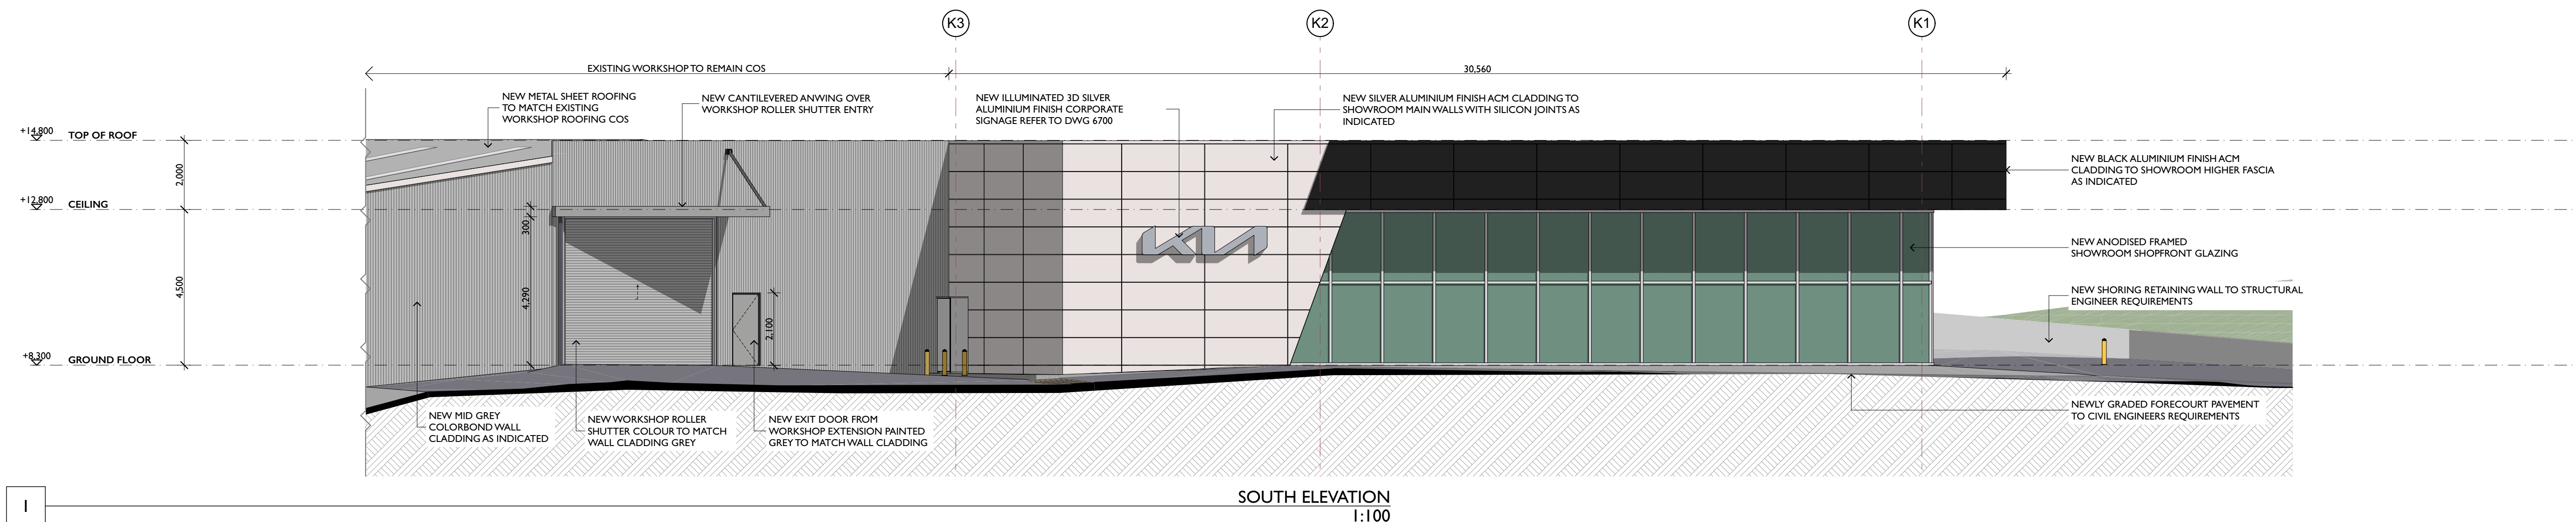 K3
K2
K1
EXISTING WORKSHOP TO REMAIN COS
30,560
NEW METAL SHEET ROOFING
TO MATCH EXISTING
WORKSHOP ROOFING COS
NEW CANTILEVERED ANWING OVER
WORKSHOP ROLLER SHUTTER ENTRY
NEW ILLUMINATED 3D SILVER
ALUMINIUM FINISH CORPORATE
SIGNAGE REFER TO DWG 6700
NEW SILVER ALUMINIUM FINISH ACM CLADDING TO
SHOWROOM MAIN WALLS WITH SILICON JOINTS AS
INDICATED
+14,800
TOP OF ROOF
2,000
+12,800
CEILING
300
4,500
4,290
2,100
+8,300
GROUND FLOOR
KIA
NEW BLACK ALUMINIUM FINISH ACM
CLADDING TO SHOWROOM HIGHER FASCIA
AS INDICATED
NEW ANODISED FRAMED
SHOWROOM SHOPFRONT GLAZING
NEW SHORING RETAINING WALL TO STRUCTURAL
ENGINEER REQUIREMENTS
NEW MID GREY
COLORBOND WALL
CLADDING AS INDICATED
NEW WORKSHOP ROLLER
SHUTTER COLOUR TO MATCH
WALL CLADDING GREY
NEW EXIT DOOR FROM
WORKSHOP EXTENSION PAINTED
GREY TO MATCH WALL CLADDING
NEWLY GRADED FORECOURT PAVEMENT
TO CIVIL ENGINEERS REQUIREMENTS
1
SOUTH ELEVATION
1:100